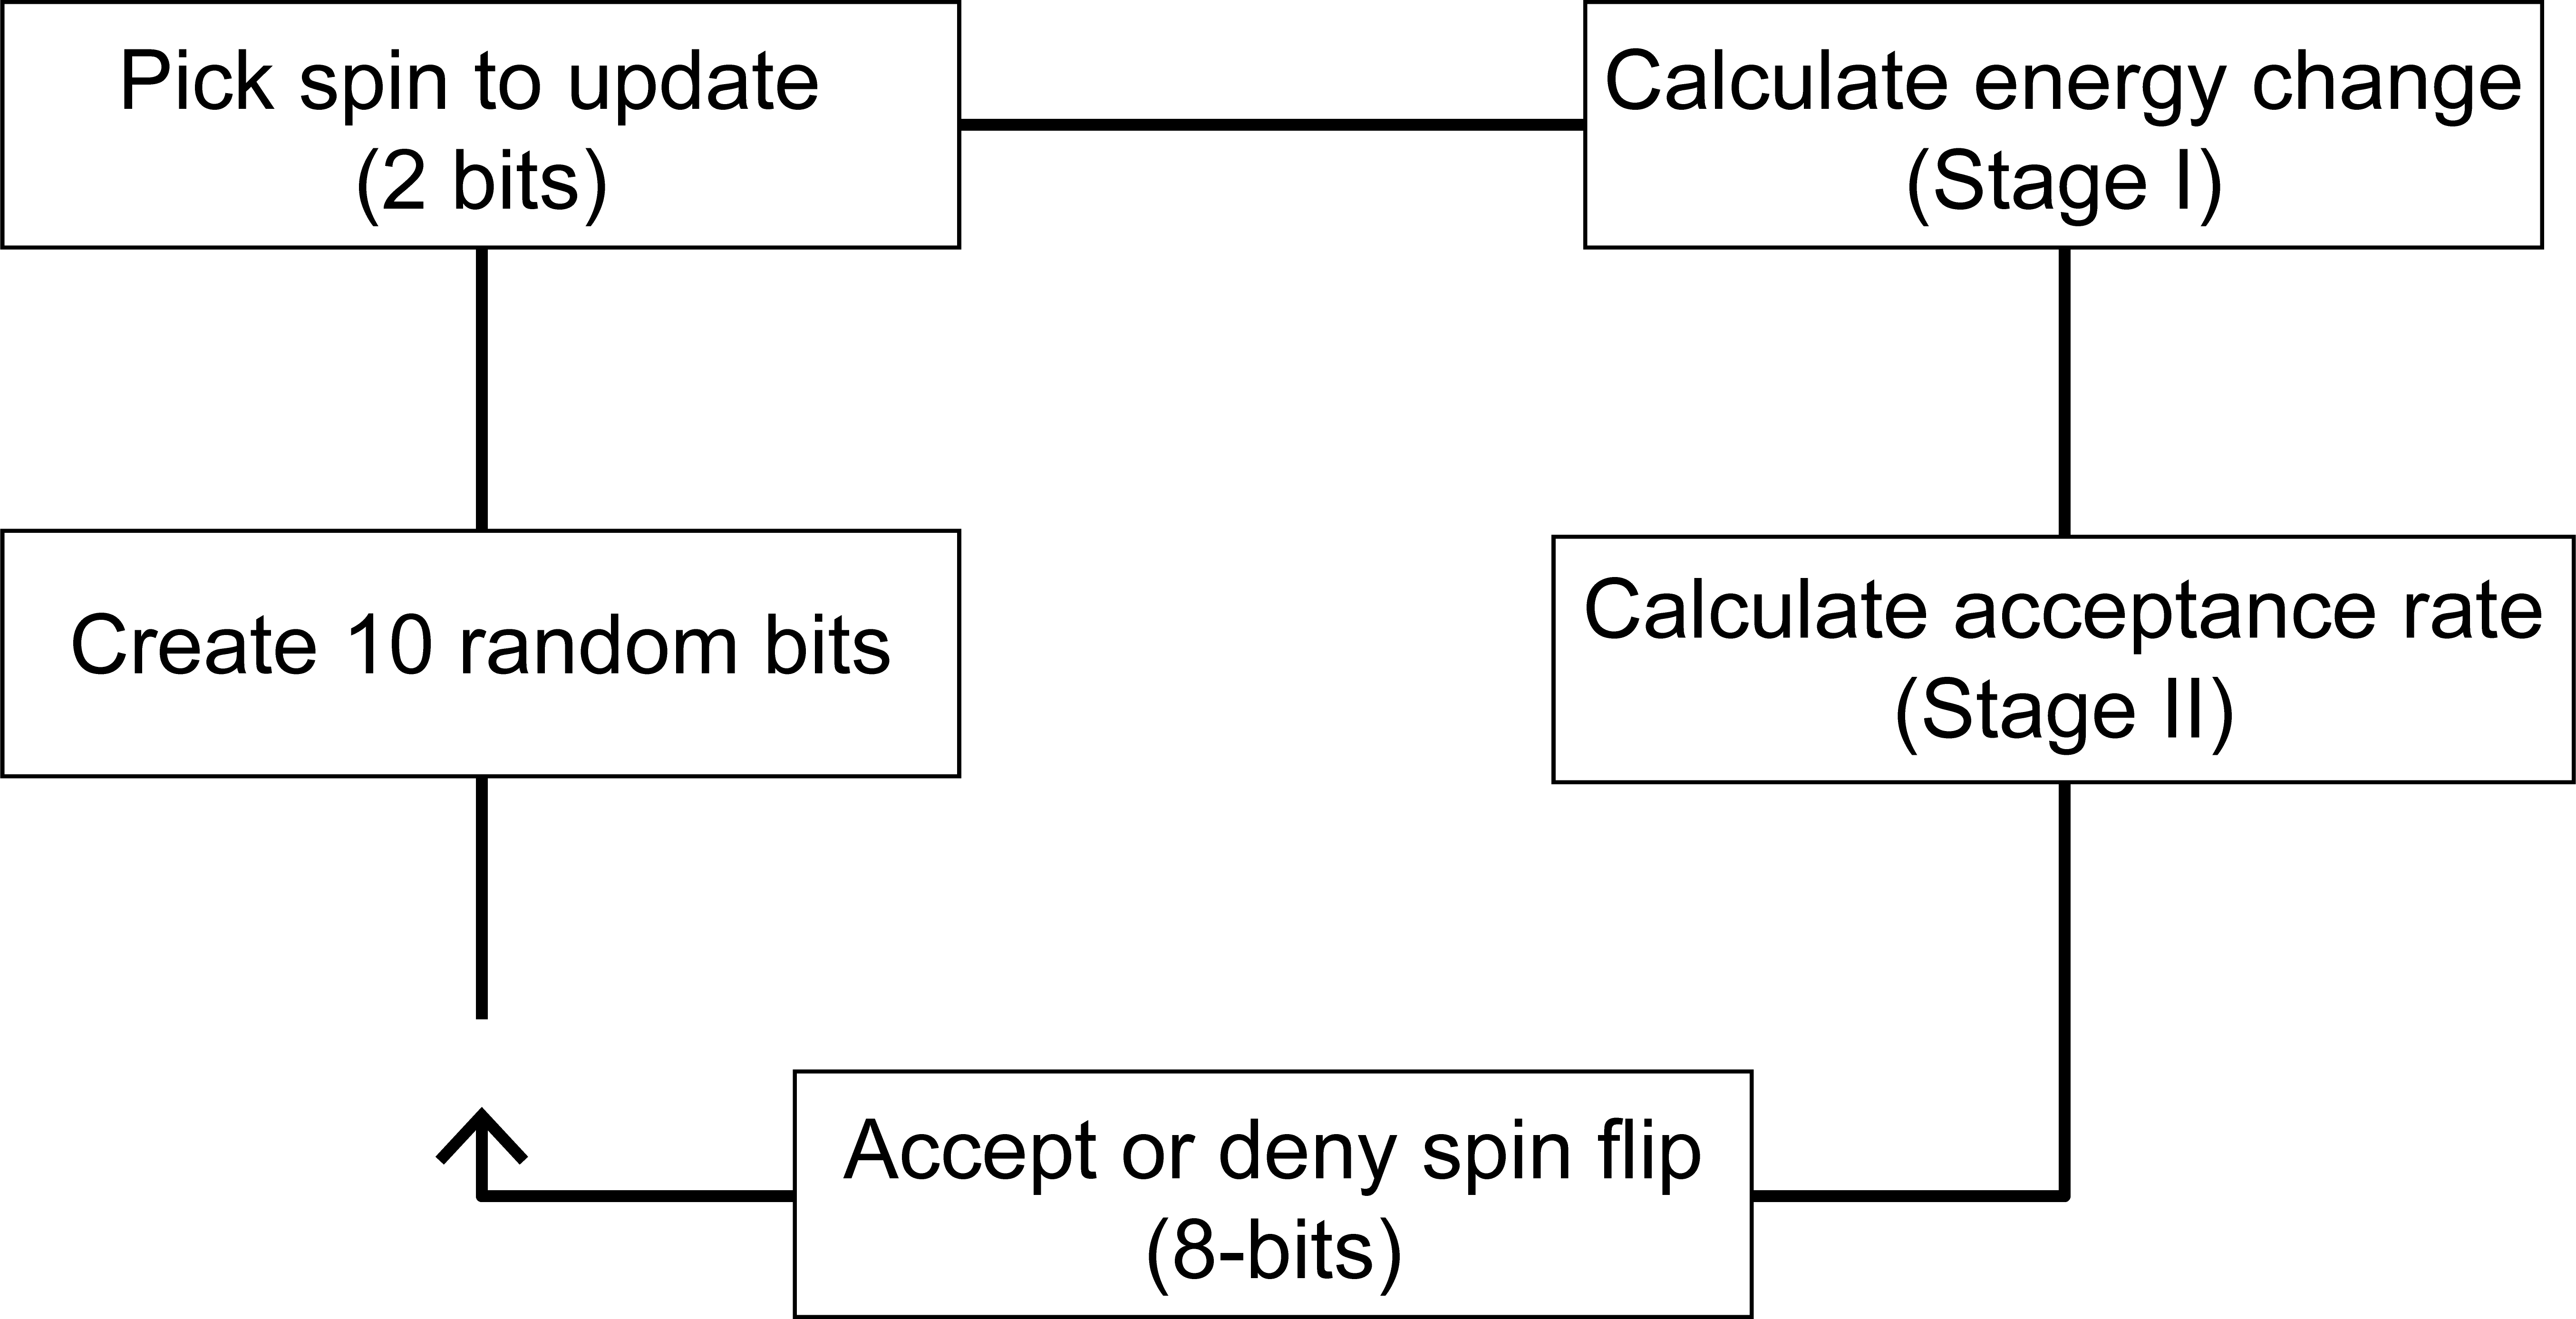 Pick spin to update
(2 bits)
Calculate energy change
(Stage I)
Create 10 random bits
Calculate acceptance rate
(Stage II)
Accept or deny spin flip
(8-bits)